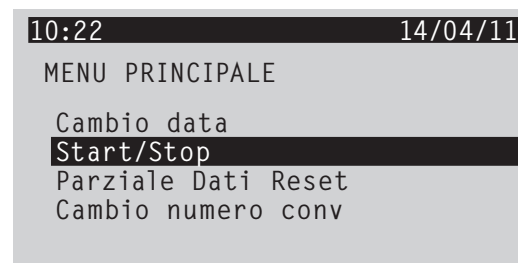 10:22 14/04/11
MENU PRINCIPALE
Cambio data
Start/Stop
Parziale Dati Reset
Cambio numero conv